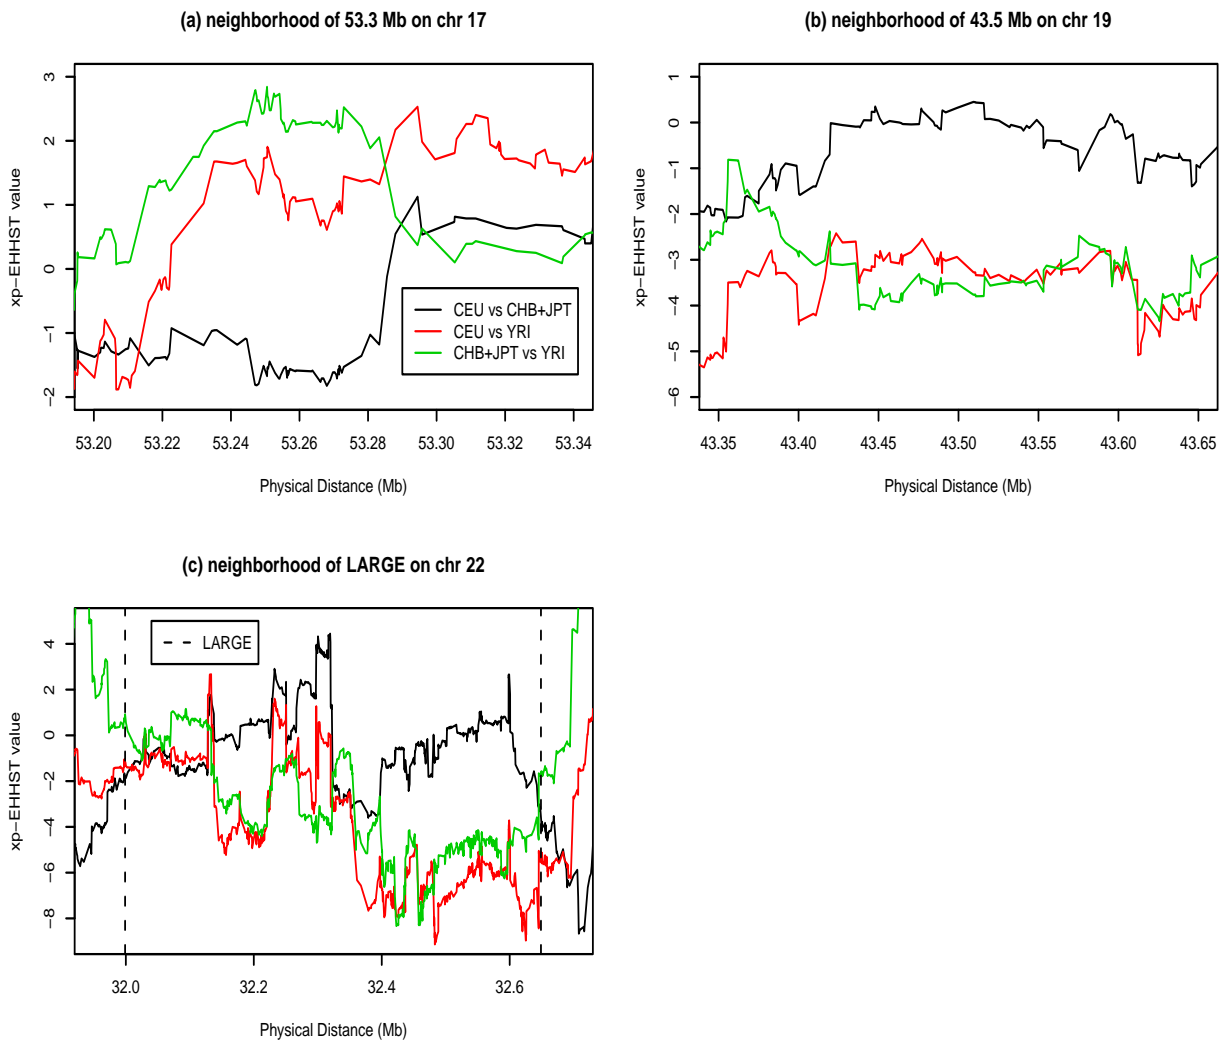 (a) neighborhood of 53.3 Mb on chr 17
xp−EHHST value
3
2
1
0
−1
−2
CEU vs CHB+JPT
CEU vs YRI
CHB+JPT vs YRI
53.20 53.22 53.24 53.26 53.28 53.30 53.32 53.34
Physical Distance (Mb)
(b) neighborhood of 43.5 Mb on chr 19
xp−EHHST value
1
0
−1
−2
−3
−4
−5
−6
43.35 43.40 43.45 43.50 43.55 43.60 43.65
Physical Distance (Mb)
(c) neighborhood of LARGE on chr 22
xp−EHHST value
4
2
0
−2
−4
−6
−8
LARGE
32.0 32.2 32.4 32.6
Physical Distance (Mb)